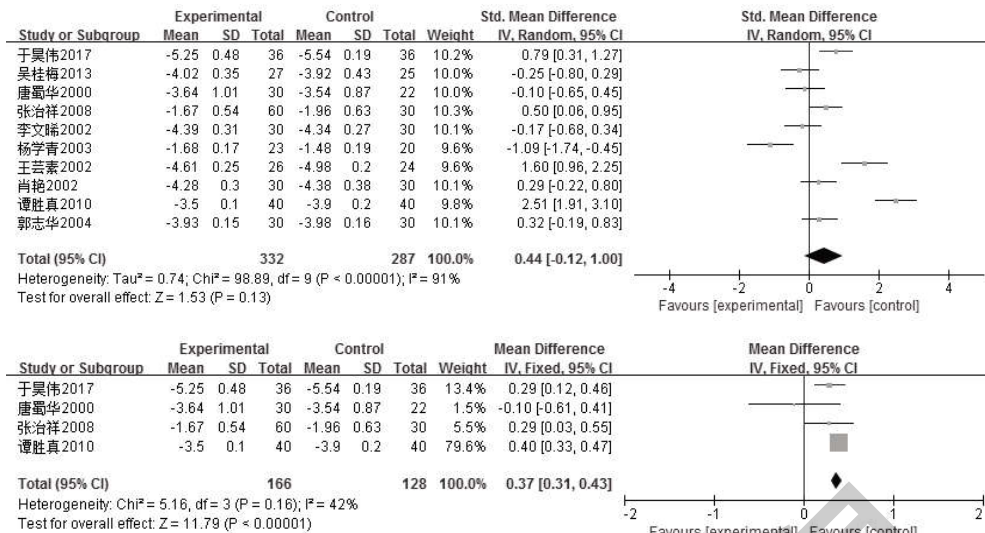 Experimental Control Std. Mean Difference Std. Mean Difference
Study or Subgroup Mean SD Total Mean SD Total Weight IV, Random, 95% CI IV, Random, 95% CI
于昊伟2017 -5.25 0.48 36 -5.54 0.19 36 10.2% 0.79 [0.31, 1.27]
吴桂梅2013 -4.02 0.35 27 -3.92 0.43 25 10.0% -0.25 [-0.80, 0.29]
唐蜀华2000 -3.64 1.01 30 -3.54 0.87 22 10.0% -0.10 [-0.65, 0.45]
张治祥2008 -1.67 0.54 60 -1.96 0.63 30 10.3% 0.50 [0.06, 0.95]
李文晞2002 -4.39 0.31 30 -4.34 0.27 30 10.1% -0.17 [-0.68, 0.34]
杨学青2003 -1.68 0.17 23 -1.48 0.19 20 9.6% -1.09 [-1.74, -0.45]
王芸素2002 -4.61 0.25 26 -4.98 0.2 24 9.6% 1.60 [0.96, 2.25]
肖艳2002 -4.28 0.3 30 -4.38 0.38 30 10.1% 0.29 [-0.22, 0.80]
谭胜真2010 -3.5 0.1 40 -3.9 0.2 40 9.8% 2.51 [1.91, 3.10]
郭志华2004 -3.93 0.15 30 -3.98 0.16 30 10.1% 0.32 [-0.19, 0.83]
Total (95% CI) 332 287 100.0% 0.44 [-0.12, 1.00]
Heterogeneity: Tau² = 0.74; Chi² = 98.89, df = 9 (P < 0.00001); I² = 91%
Test for overall effect: Z = 1.53 (P = 0.13)
-4 -2 0 2 4
Favours [experimental] Favours [control]
Experimental Control Mean Difference Mean Difference
Study or Subgroup Mean SD Total Mean SD Total Weight IV, Fixed, 95% CI IV, Fixed, 95% CI
于昊伟2017 -5.25 0.48 36 -5.54 0.19 36 13.4% 0.29 [0.12, 0.46]
唐蜀华2000 -3.64 1.01 30 -3.54 0.87 22 1.5% -0.10 [-0.61, 0.41]
张治祥2008 -1.67 0.54 60 -1.96 0.63 30 5.5% 0.29 [0.03, 0.55]
谭胜真2010 -3.5 0.1 40 -3.9 0.2 40 79.6% 0.40 [0.33, 0.47]
Total (95% CI) 166 128 100.0% 0.37 [0.31, 0.43]
Heterogeneity: Chi² = 5.16, df = 3 (P = 0.16); I² = 42%
Test for overall effect: Z = 11.79 (P < 0.00001)
-2 -1 0 1 2
Favours [experimental] Favours [control]